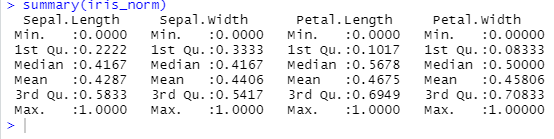 > summary(iris_norm)
Sepal.Length Sepal.Width Petal.Length Petal.Width
Min. :0.0000 Min. :0.0000 Min. :0.0000 Min. :0.00000
1st Qu.:0.2222 1st Qu.:0.3333 1st Qu.:0.1017 1st Qu.:0.08333
Median :0.4167 Median :0.4167 Median :0.5678 Median :0.50000
Mean :0.4287 Mean :0.4406 Mean :0.4675 Mean :0.45806
3rd Qu.:0.5833 3rd Qu.:0.5417 3rd Qu.:0.6949 3rd Qu.:0.70833
Max. :1.0000 Max. :1.0000 Max. :1.0000 Max. :1.00000
>